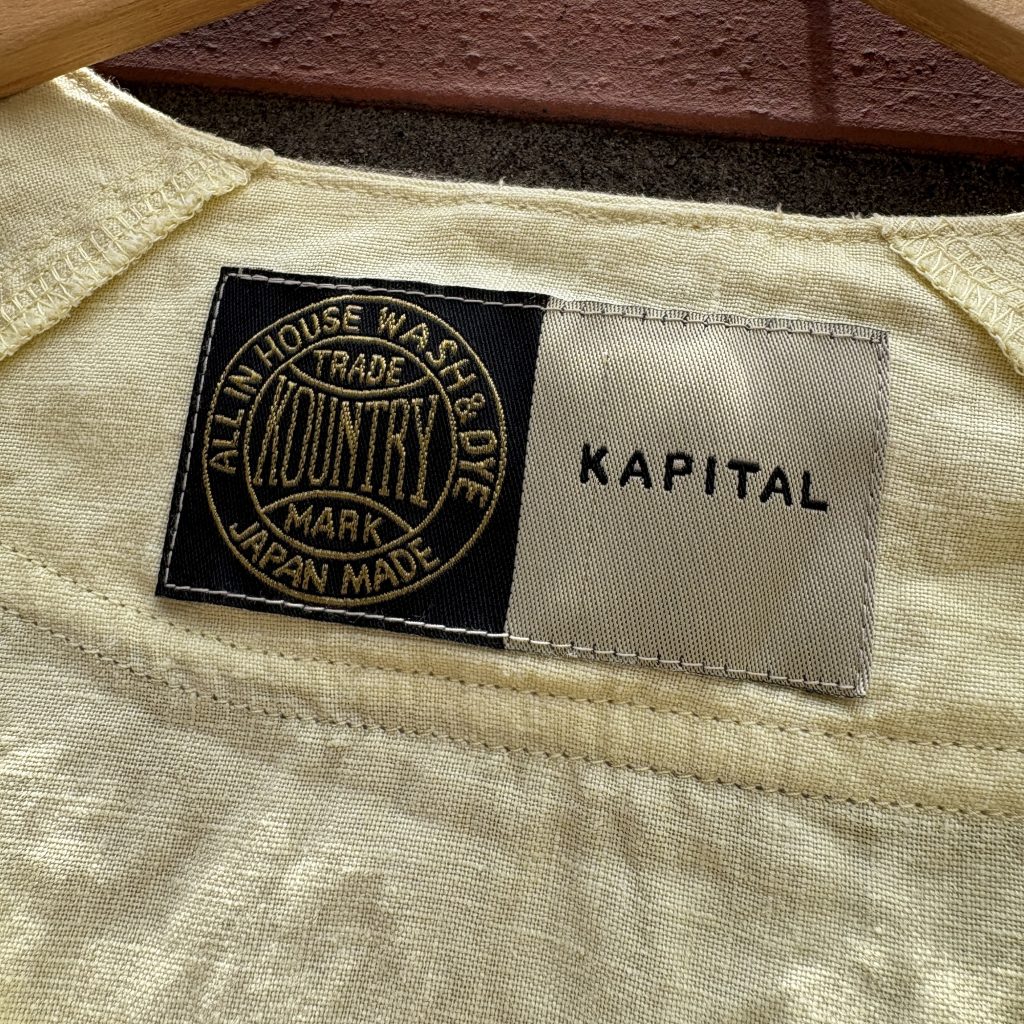 ALL IN HOUSE WASH & DYE
TRADE
KOUNTRY
MARK
JAPAN MADE
KAPITAL